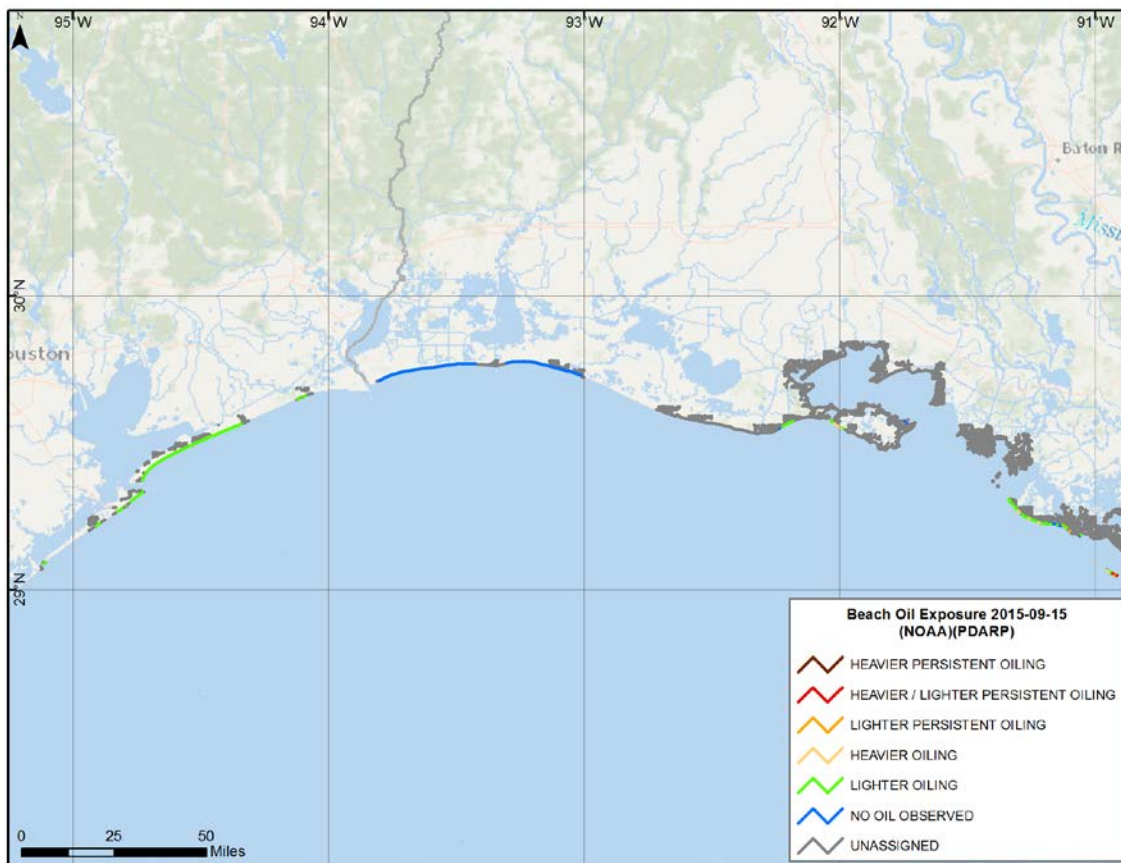 95°W 94°W 93°W 92°W 91°W
N
Baton R
Missi
30°N
ouston
29°N
Beach Oil Exposure 2015-09-15
(NOAA)(PDARP)
HEAVIER PERSISTENT OILING
HEAVIER / LIGHTER PERSISTENT OILING
LIGHTER PERSISTENT OILING
HEAVIER OILING
LIGHTER OILING
NO OIL OBSERVED
UNASSIGNED
0 25 50
Miles